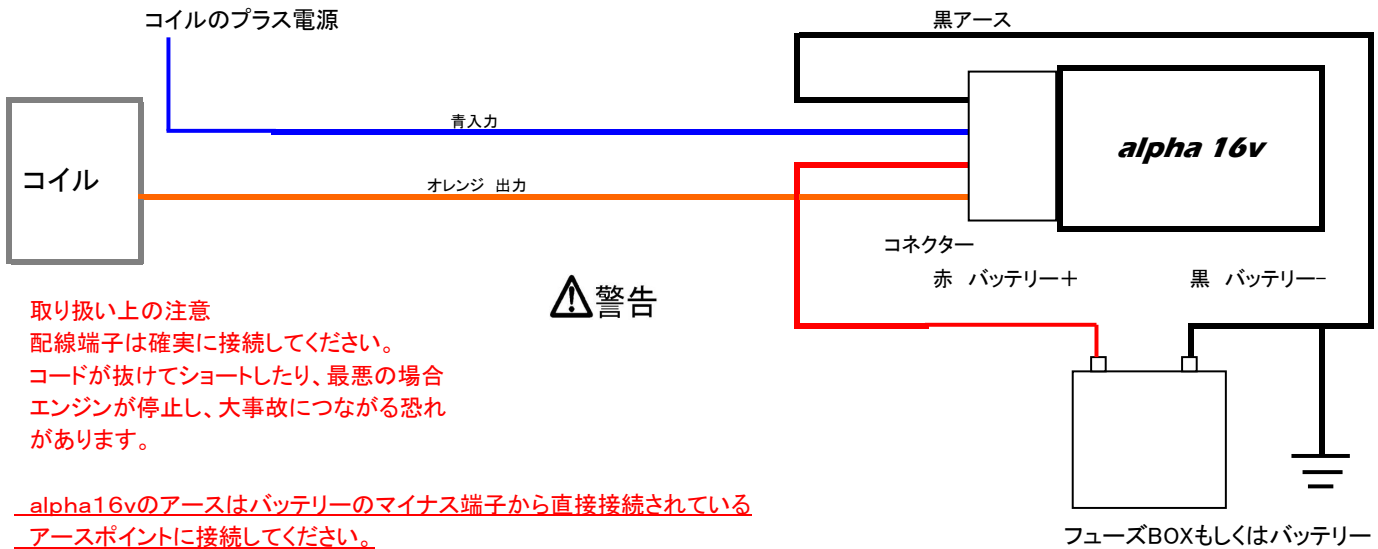 コイルのプラス電源
黒アース
青入力
alpha 16v
コイル
オレンジ 出力
コネクター
赤 バッテリー+
黒 バッテリー-
警告
取り扱い上の注意
配線端子は確実に接続してください。
コードが抜けてショートしたり、最悪の場合
エンジンが停止し、大事故につながる恐れ
があります。
alpha16vのアースはバッテリーのマイナス端子から直接接続されている
アースポイントに接続してください。
フューズBOXもしくはバッテリー